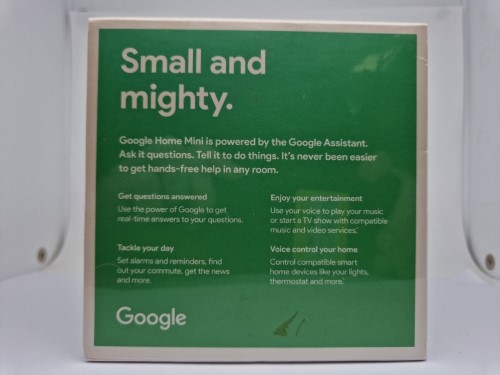 Small and
mighty.
Google Home Mini is powered by the Google Assistant.
Ask it questions. Tell it to do things. It's never been easier
to get hands-free help in any room.
Get questions answered
Use the power of Google to get
real-time answers to your questions.
Enjoy your entertainment
Use your voice to play your music
or start a TV show with compatible
music and video services.*
Tackle your day
Set alarms and reminders, find
out your commute, get the news
and more.
Voice control your home
Control compatible smart
home devices like your lights,
thermostat and more.*
Google